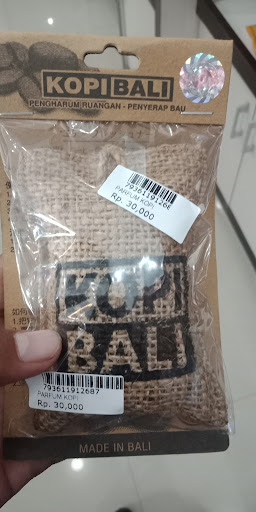 KOPI BALI
PENGHARUM RUANGAN - PENYERAP BAU
7936119126
PARFUM KOPI
Rp. 30,000
KOPI
BALI
793611912687
PARFUM KOPI
Rp. 30,000
MADE IN BALI